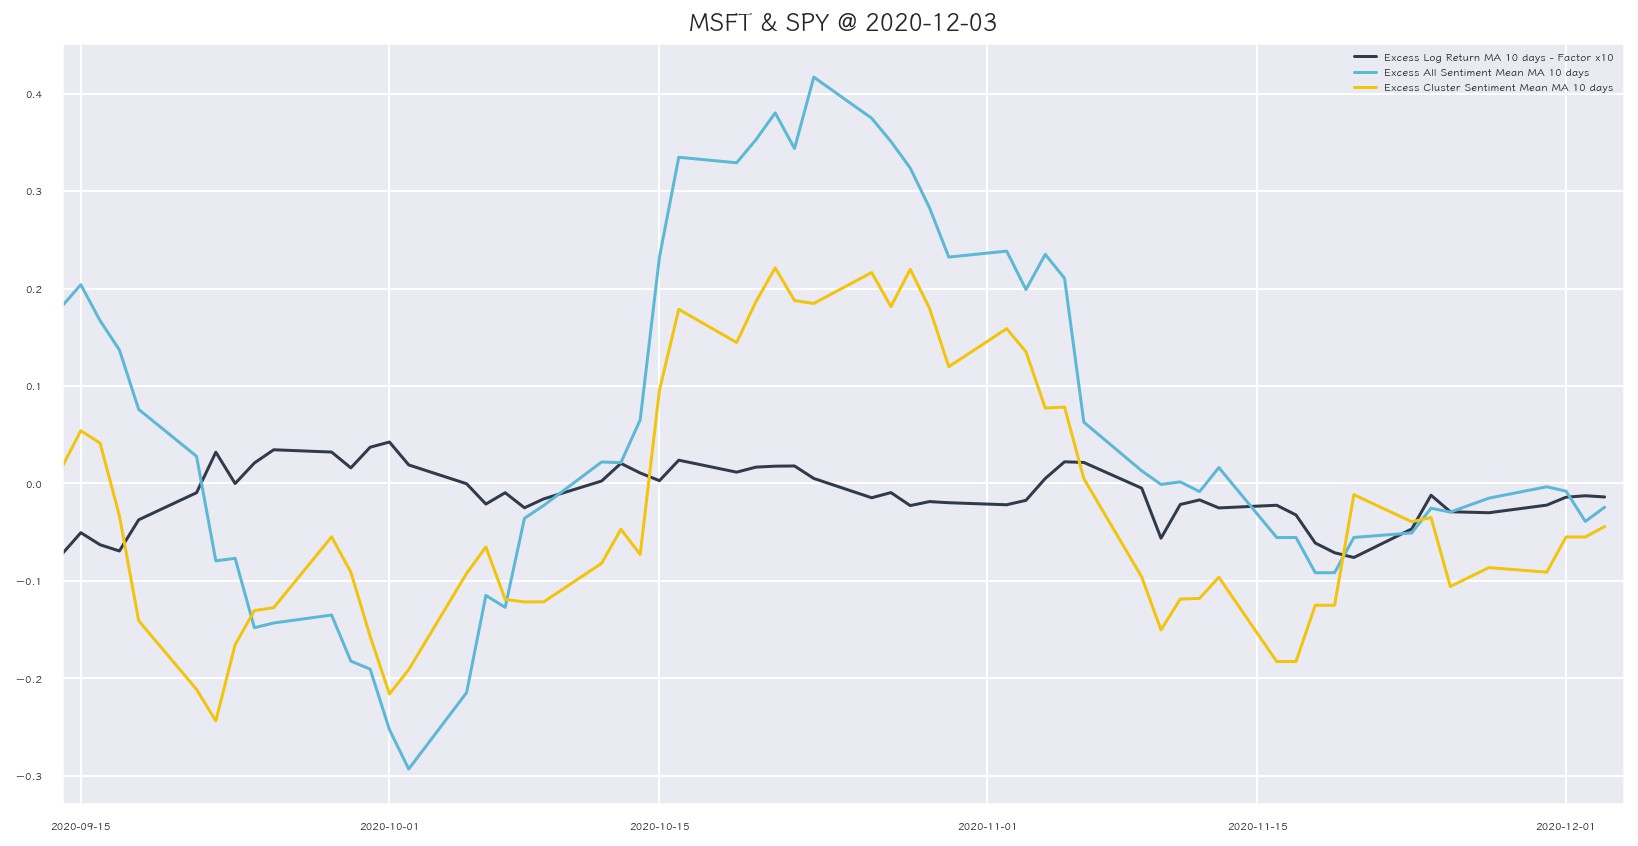 MSFT & SPY @ 2020-12-03
Excess Log Return MA 10 days - Factor x10
Excess All Sentiment Mean MA 10 days
Excess Cluster Sentiment Mean MA 10 days
0.4
0.3
0.2
0.1
0.0
−0.1
−0.2
−0.3
2020-09-15 2020-10-01 2020-10-15 2020-11-01 2020-11-15 2020-12-01